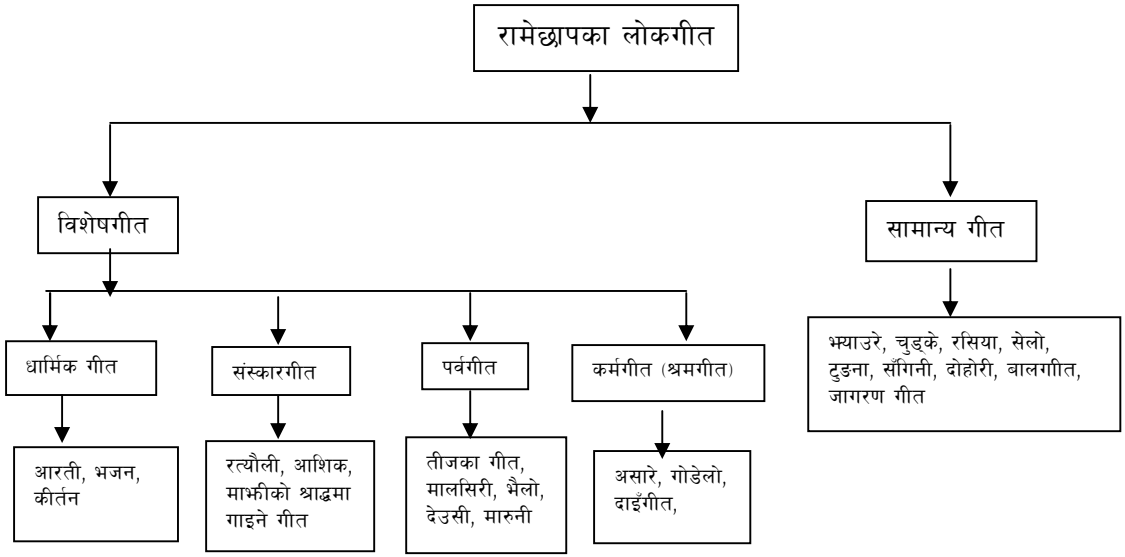 रामेछापका लोकगीत
विशेषगीत
सामान्य गीत
धार्मिक गीत
संस्कारगीत
पर्वगीत
कर्मगीत (श्रमगीत)
झ्याउरे, चुड्के, रसिया, सेलो,
टुङना, सँगिनी, दोहोरी, बालगाीत,
जागरण गीत
आरती, भजन,
कीर्तन
रत्यौली, आशिक,
माझीको श्राद्धमा
गाइने गीत
तीजका गीत,
मालसिरी, भैलो,
देउसी, मारुनी
असारे, गोडेलो,
दाइँगीत,